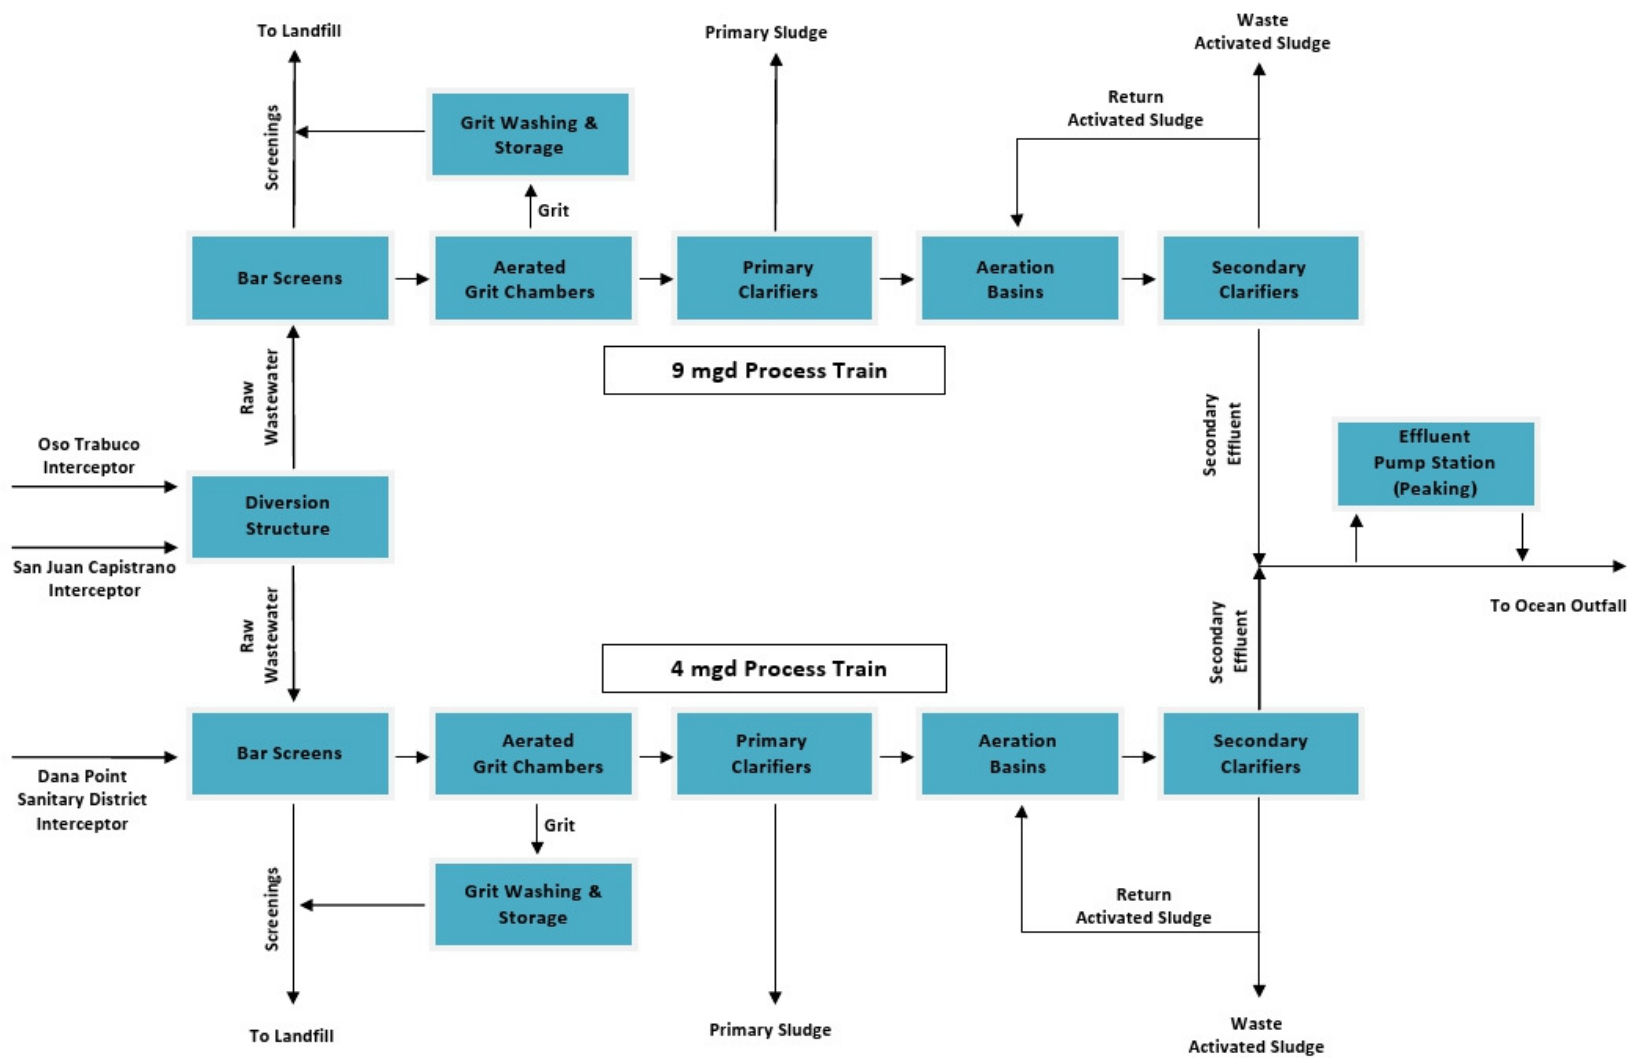 To Landfill
Primary Sludge
Waste
Activated Sludge
Screenings
Grit Washing &
Storage
Return
Activated Sludge
Grit
Bar Screens
Aerated
Grit Chambers
Primary
Clarifiers
Aeration
Basins
Secondary
Clarifiers
9 mgd Process Train
Raw
Wastewater
Secondary
Effluent
Oso Trabuco
Interceptor
Diversion
Structure
San Juan Capistrano
Interceptor
Effluent
Pump Station
(Peaking)
To Ocean Outfall
Raw
Wastewater
Secondary
Effluent
4 mgd Process Train
Dana Point
Sanitary District
Interceptor
Bar Screens
Aerated
Grit Chambers
Primary
Clarifiers
Aeration
Basins
Secondary
Clarifiers
Grit
Screenings
Grit Washing &
Storage
Return
Activated Sludge
To Landfill
Primary Sludge
Waste
Activated Sludge